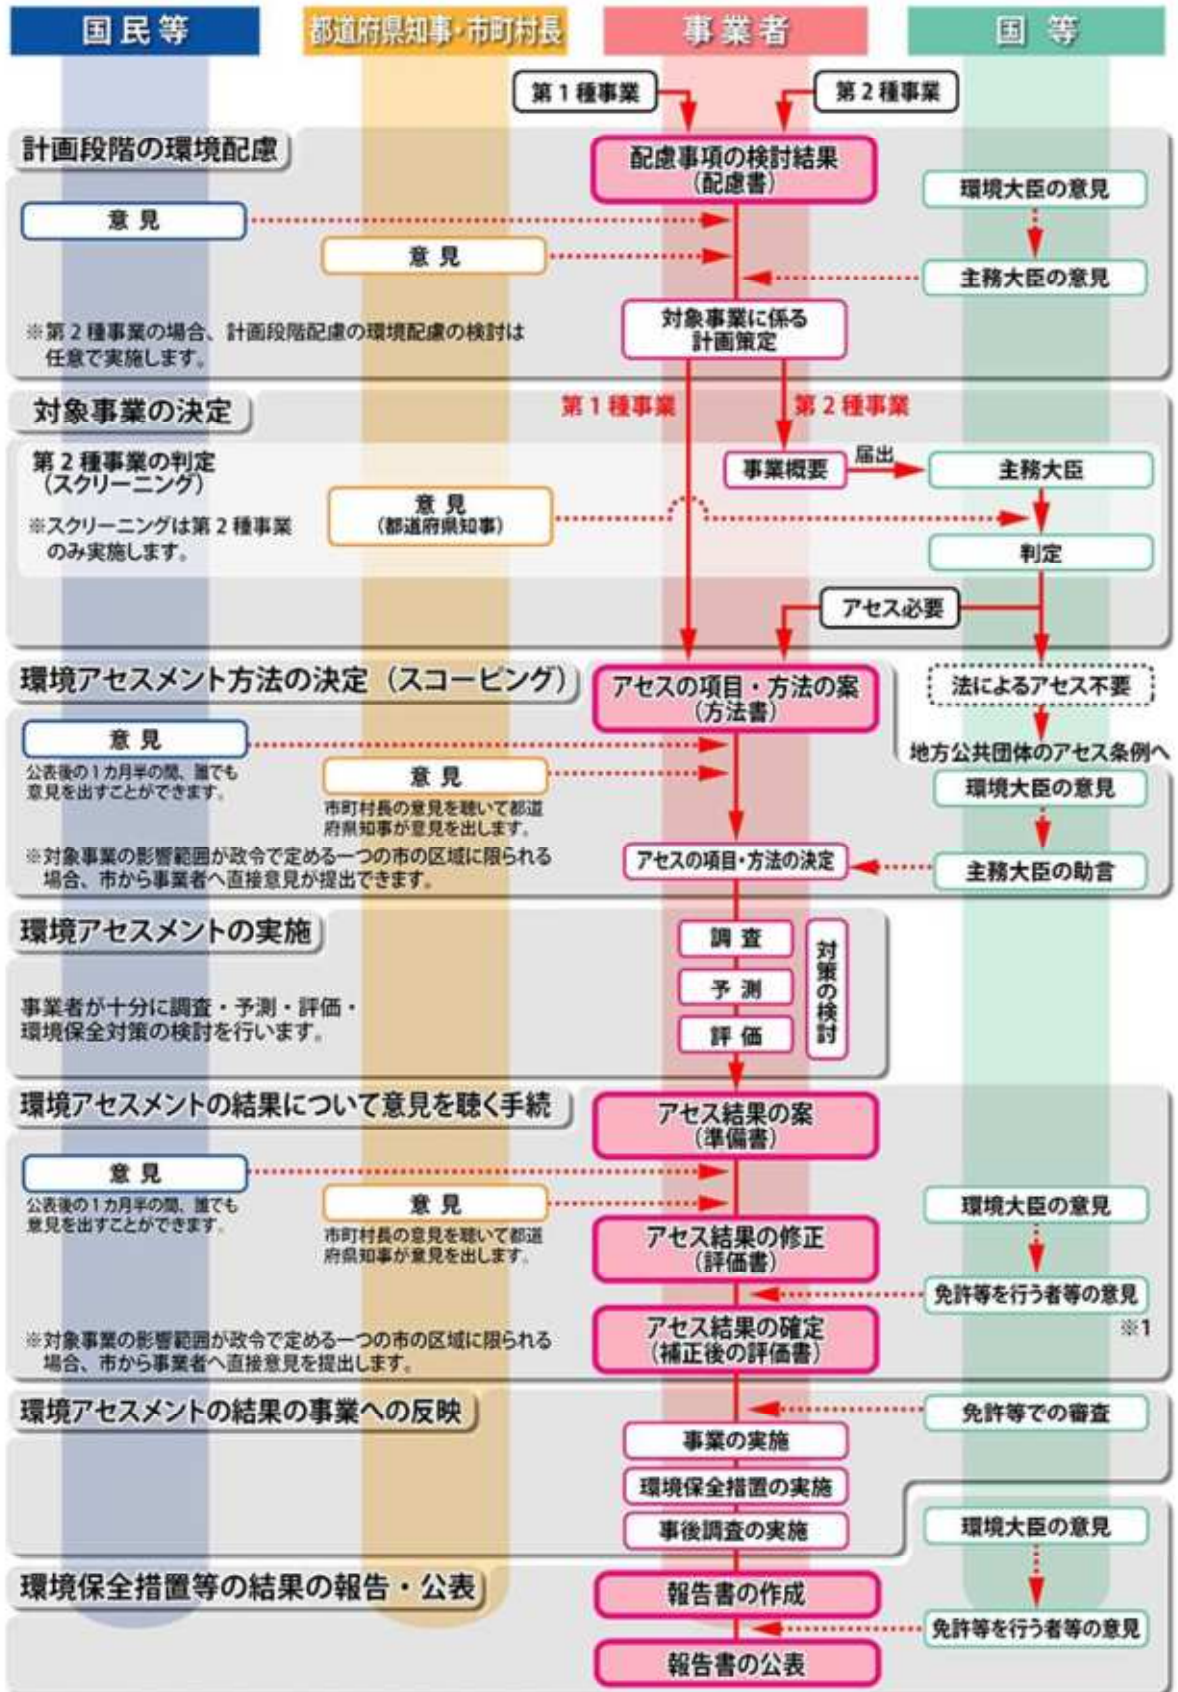 国民等
都道府県知事・市町村長
事業者
国 等
第1種事業
第2種事業
計画段階の環境配慮
配慮事項の検討結果
(配慮書)
環境大臣の意見
意 見
意 見
主務大臣の意見
対象事業に係る
計画策定
※第2種事業の場合、計画段階配慮の環境配慮の検討は
任意で実施します。
対象事業の決定
第1種事業
第2種事業
第2種事業の判定
(スクリーニング)
事業概要
届出
主務大臣
意 見
(都道府県知事)
※スクリーニングは第2種事業
のみ実施します。
判定
アセス必要
環境アセスメント方法の決定(スコーピング)
アセスの項目・方法の案
(方法書)
法によるアセス不要
地方公共団体のアセス条例へ
意 見
公表後の1カ月半の間、誰でも
意見を出すことができます。
意 見
市町村長の意見を聴いて都道
府県知事が意見を出します。
環境大臣の意見
※対象事業の影響範囲が政令で定める一つの市の区域に限られる
場合、市から事業者へ直接意見が提出できます。
アセスの項目・方法の決定
主務大臣の助言
環境アセスメントの実施
調 査
予 測
評 価
対策の検討
事業者が十分に調査・予測・評価・
環境保全対策の検討を行います。
環境アセスメントの結果について意見を聴く手続
アセス結果の案
(準備書)
意 見
公表後の1カ月半の間、誰でも
意見を出すことができます。
意 見
市町村長の意見を聴いて都道
府県知事が意見を出します。
環境大臣の意見
アセス結果の修正
(評価書)
免許等を行う者等の意見
※1
アセス結果の確定
(補正後の評価書)
※対象事業の影響範囲が政令で定める一つの市の区域に限られる
場合、市から事業者へ直接意見を提出します。
環境アセスメントの結果の事業への反映
免許等での審査
事業の実施
環境保全措置の実施
事後調査の実施
環境大臣の意見
環境保全措置等の結果の報告・公表
報告書の作成
免許等を行う者等の意見
報告書の公表